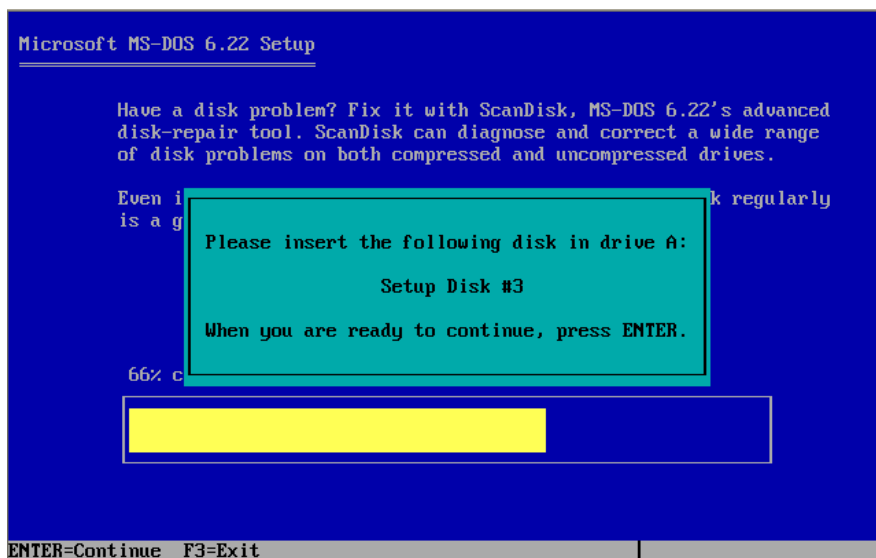 Microsoft MS-DOS 6.22 Setup
Have a disk problem? Fix it with ScanDisk, MS-DOS 6.22's advanced
disk-repair tool. ScanDisk can diagnose and correct a wide range
of disk problems on both compressed and uncompressed drives.
Even i k regularly
is a g
Please insert the following disk in drive A:
Setup Disk #3
When you are ready to continue, press ENTER.
66% c
ENTER=Continue F3=Exit